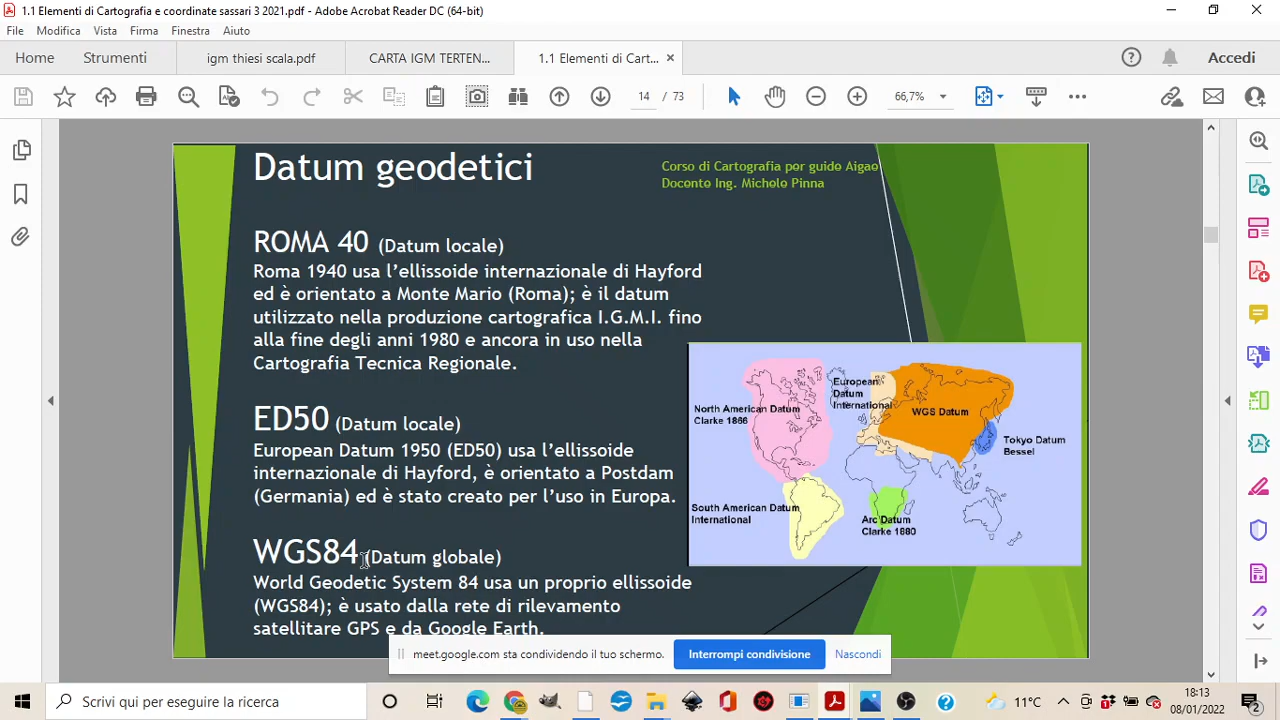 1.1 Elementi di Cartografia e coordinate sassari 3 2021.pdf - Adobe Acrobat Reader DC (64-bit)
File Modifica Vista Firma Finestra Aiuto
Home Strumenti igm thiesi scala.pdf CARTA IGM TERTEN... 1.1 Elementi di Cart... × Accedi
14 / 73 66,7%
Datum geodetici
Corso di Cartografia per guide Aigae
Docente Ing. Michele Pinna
ROMA 40 (Datum locale)
Roma 1940 usa l'ellissoide internazionale di Hayford
ed è orientato a Monte Mario (Roma); è il datum
utilizzato nella produzione cartografica I.G.M.I. fino
alla fine degli anni 1980 e ancora in uso nella
Cartografia Tecnica Regionale.
ED50 (Datum locale)
European Datum 1950 (ED50) usa l'ellissoide
internazionale di Hayford, è orientato a Postdam
(Germania) ed è stato creato per l'uso in Europa.
WGS84 (Datum globale)
World Geodetic System 84 usa un proprio ellissoide
(WGS84); è usato dalla rete di rilevamento
satellitare GPS e da Google Earth.
North American Datum
Clarke 1866
European
Datum
International
WGS Datum
Tokyo Datum
Bessel
South American Datum
International
Arc Datum
Clarke 1880
meet.google.com sta condividendo il tuo schermo. Interrompi condivisione Nascondi
Scrivi qui per eseguire la ricerca
11°C
18:13
08/01/2022
2